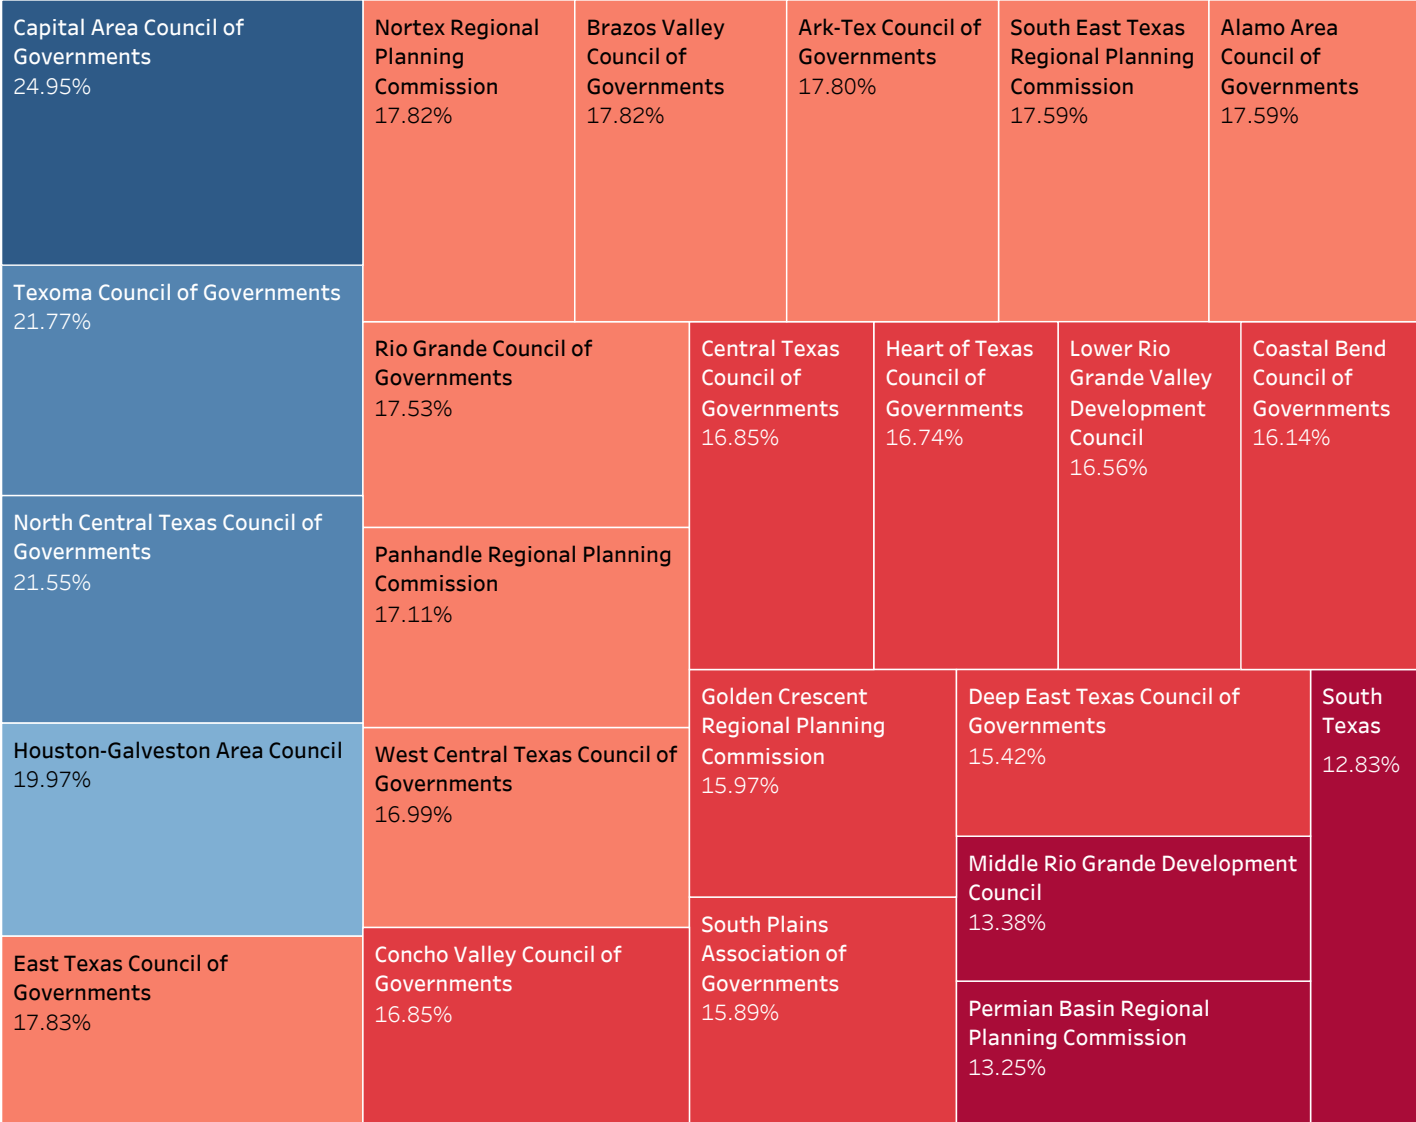 Capital Area Council of
Governments
24.95%
Texoma Council of Governments
21.77%
North Central Texas Council of
Governments
21.55%
Houston-Galveston Area Council
19.97%
East Texas Council of
Governments
17.83%
Nortex Regional
Planning
Commission
17.82%
Brazos Valley
Council of
Governments
17.82%
Ark-Tex Council of
Governments
17.80%
South East Texas
Regional Planning
Commission
17.59%
Alamo Area
Council of
Governments
17.59%
Rio Grande Council of
Governments
17.53%
Panhandle Regional Planning
Commission
17.11%
West Central Texas Council of
Governments
16.99%
Concho Valley Council of
Governments
16.85%
Central Texas
Council of
Governments
16.85%
Heart of Texas
Council of
Governments
16.74%
Lower Rio
Grande Valley
Development
Council
16.56%
Coastal Bend
Council of
Governments
16.14%
Golden Crescent
Regional Planning
Commission
15.97%
South Plains
Association of
Governments
15.89%
Deep East Texas Council of
Governments
15.42%
Middle Rio Grande Development
Council
13.38%
Permian Basin Regional
Planning Commission
13.25%
South
Texas
12.83%